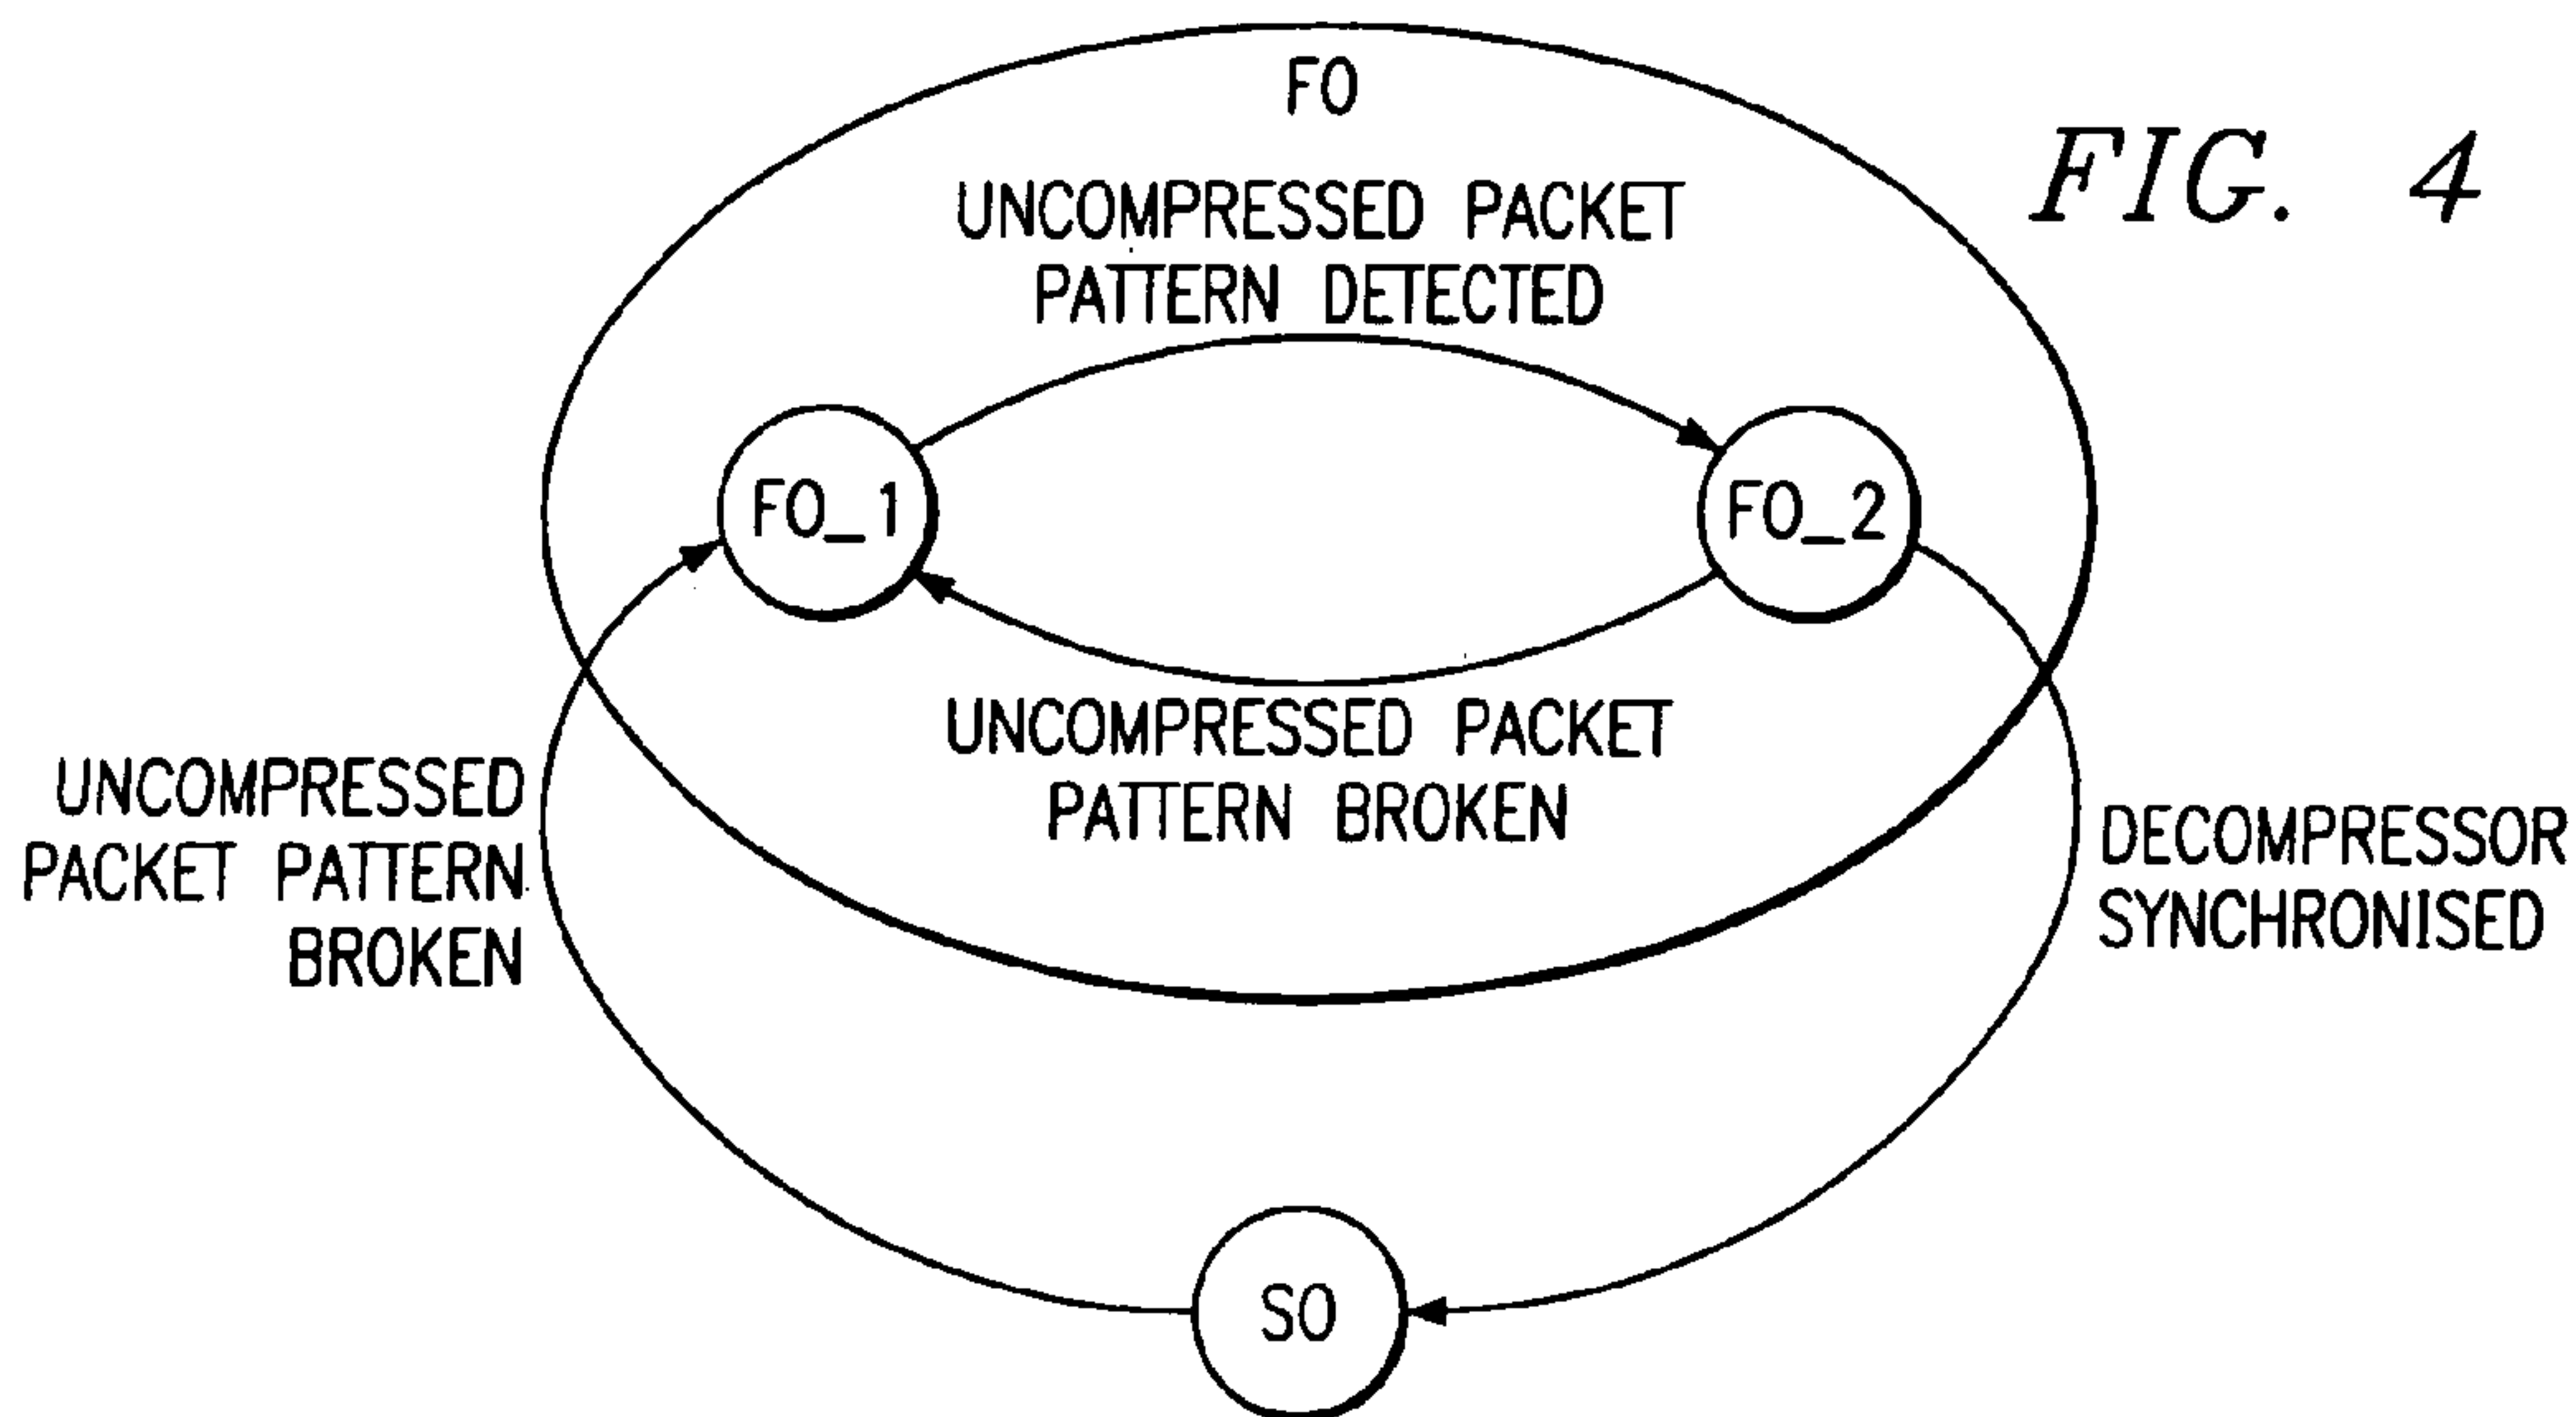 FO
FIG. 4
UNCOMPRESSED PACKET
PATTERN DETECTED
FO_1
FO_2
UNCOMPRESSED PACKET
PATTERN BROKEN
UNCOMPRESSED
PACKET PATTERN
BROKEN
DECOMPRESSOR
SYNCHRONISED
SO